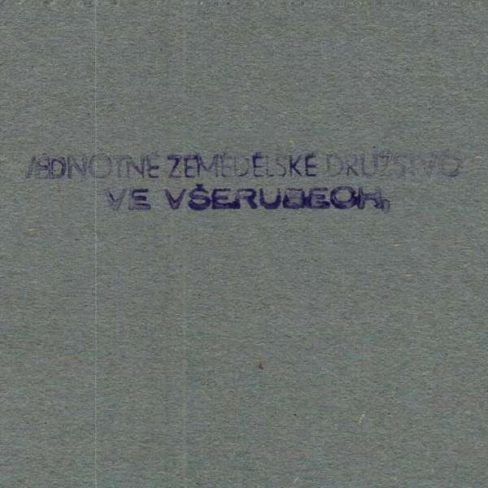 JEDNOTNÉ ZEMĚDĚLSKÉ DRUŽSTVO
VE VŠERUBECH,